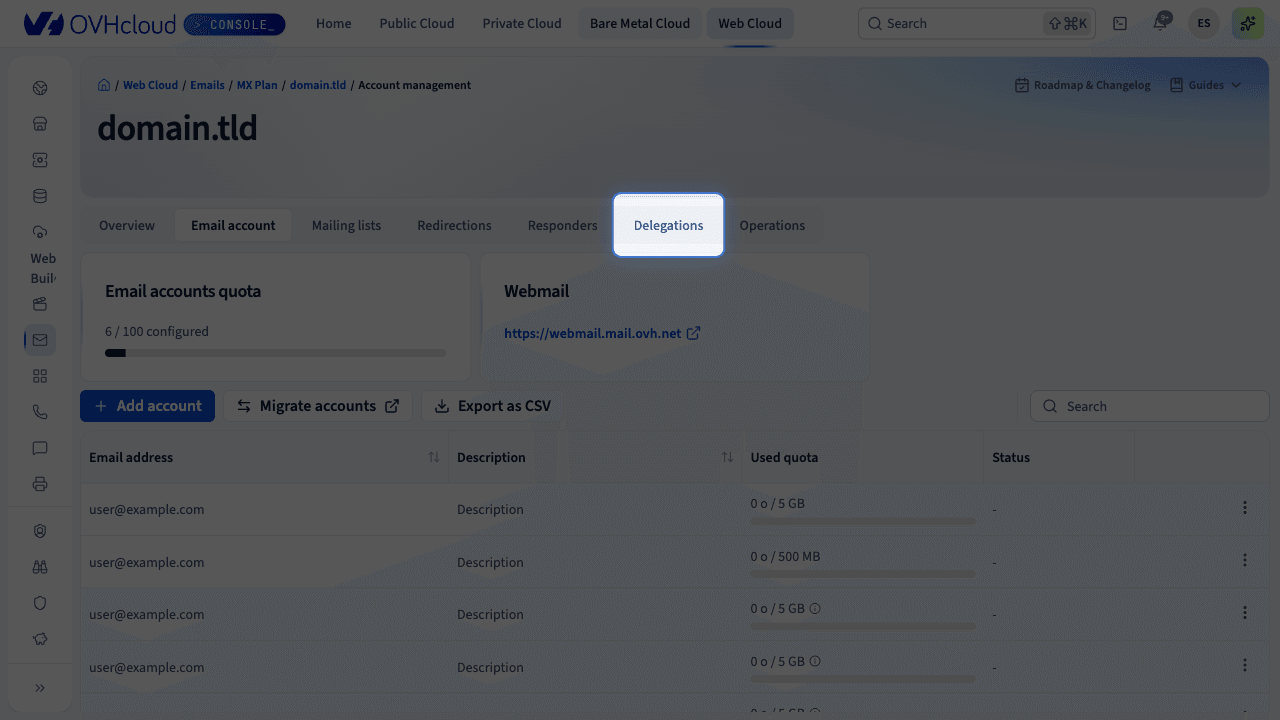 OVHcloud CONSOLE_ Home Public Cloud Private Cloud Bare Metal Cloud Web Cloud Search ⇧⌘K 9+ ES
/ Web Cloud / Emails / MX Plan / domain.tld / Account management Roadmap & Changelog Guides
domain.tld
Overview Email account Mailing lists Redirections Responders Delegations Operations
Web
Buil
Email accounts quota Webmail
6 / 100 configured https://webmail.mail.ovh.net
+ Add account Migrate accounts Export as CSV Search
Email address Description Used quota Status
user@example.com Description 0 o / 5 GB -
user@example.com Description 0 o / 500 MB -
user@example.com Description 0 o / 5 GB -
user@example.com Description 0 o / 5 GB -